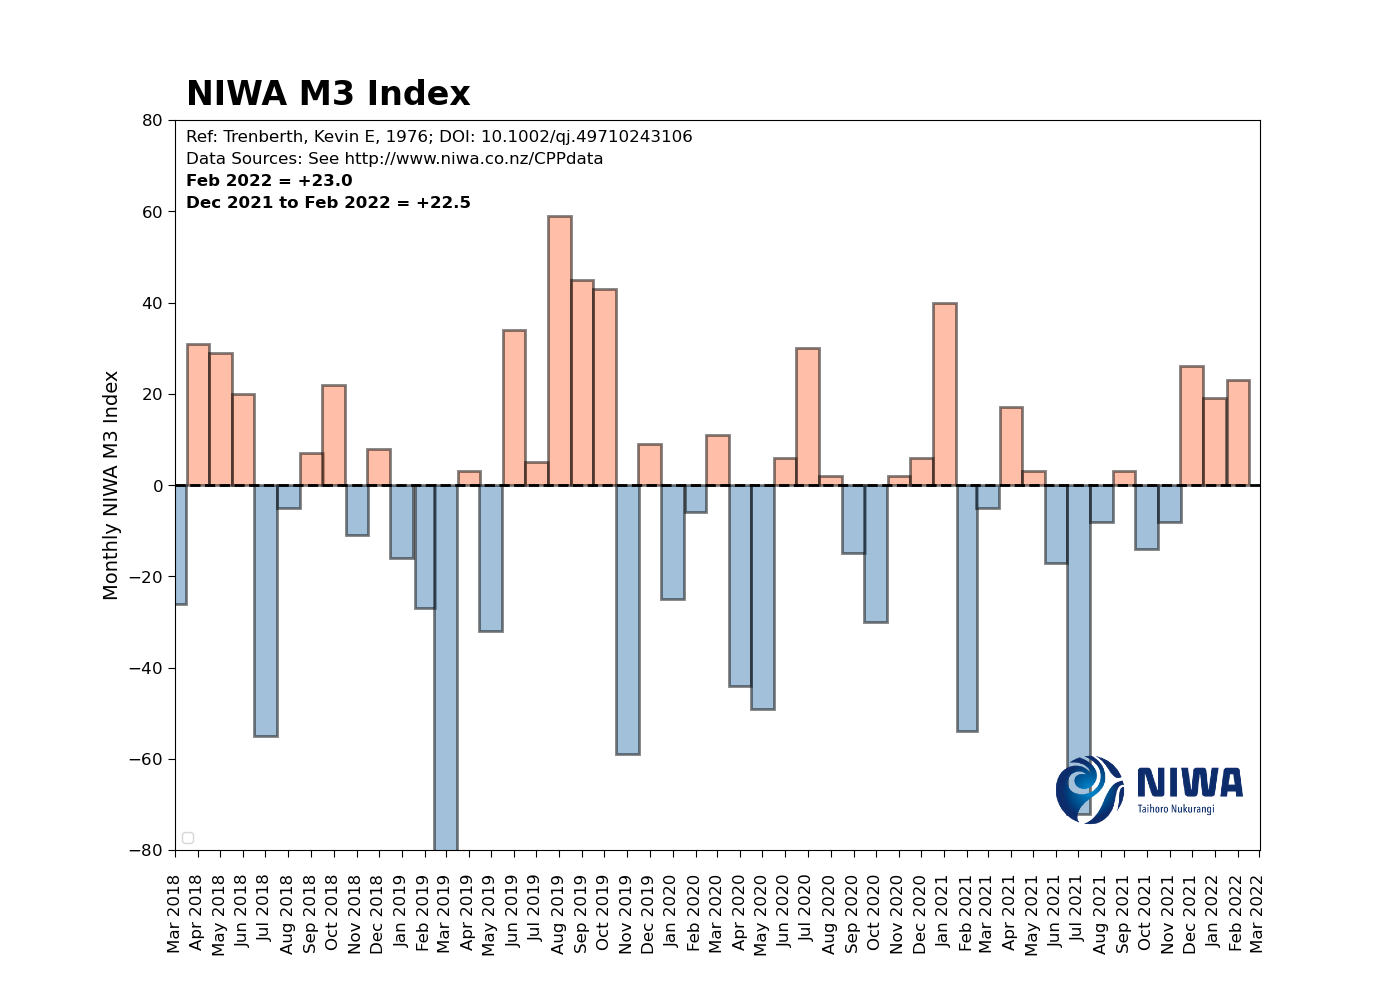 NIWA M3 Index
Ref: Trenberth, Kevin E, 1976; DOI: 10.1002/qj.49710243106
Data Sources: See http://www.niwa.co.nz/CPPdata
Feb 2022 = +23.0
Dec 2021 to Feb 2022 = +22.5
Monthly NIWA M3 Index
80
60
40
20
0
−20
−40
−60
−80
NIWA
Taihoro Nukurangi
Mar 2018
Apr 2018
May 2018
Jun 2018
Jul 2018
Aug 2018
Sep 2018
Oct 2018
Nov 2018
Dec 2018
Jan 2019
Feb 2019
Mar 2019
Apr 2019
May 2019
Jun 2019
Jul 2019
Aug 2019
Sep 2019
Oct 2019
Nov 2019
Dec 2019
Jan 2020
Feb 2020
Mar 2020
Apr 2020
May 2020
Jun 2020
Jul 2020
Aug 2020
Sep 2020
Oct 2020
Nov 2020
Dec 2020
Jan 2021
Feb 2021
Mar 2021
Apr 2021
May 2021
Jun 2021
Jul 2021
Aug 2021
Sep 2021
Oct 2021
Nov 2021
Dec 2021
Jan 2022
Feb 2022
Mar 2022